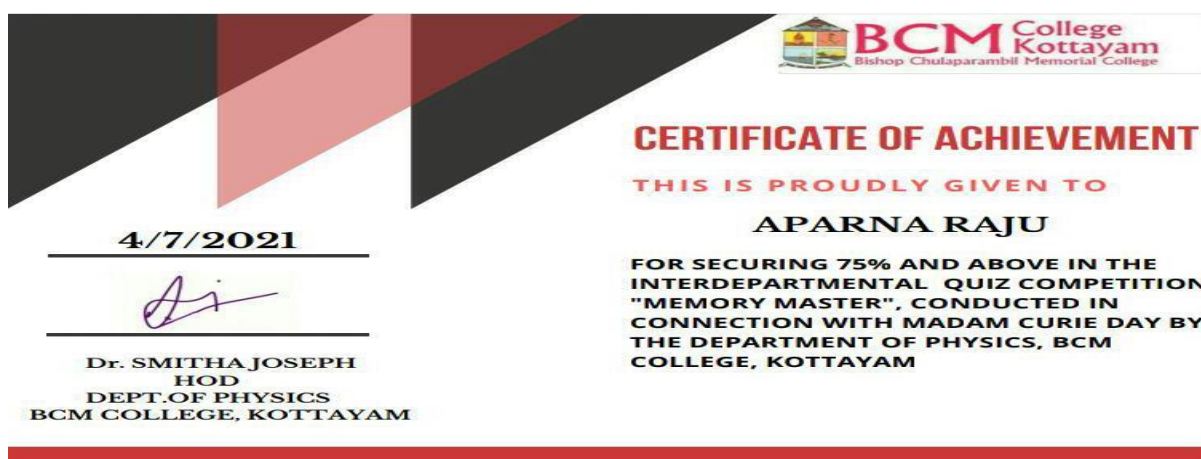 BCM College
Kottayam
Bishop Chulaparambil Memorial College
CERTIFICATE OF ACHIEVEMENT
THIS IS PROUDLY GIVEN TO
APARNA RAJU
FOR SECURING 75% AND ABOVE IN THE
INTERDEPARTMENTAL QUIZ COMPETITION
"MEMORY MASTER", CONDUCTED IN
CONNECTION WITH MADAM CURIE DAY BY
THE DEPARTMENT OF PHYSICS, BCM
COLLEGE, KOTTAYAM
4/7/2021
Dr. SMITHA JOSEPH
HOD
DEPT.OF PHYSICS
BCM COLLEGE, KOTTAYAM